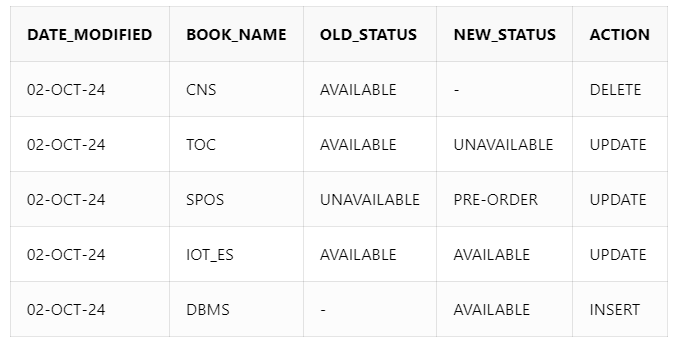 DATE_MODIFIED BOOK_NAME OLD_STATUS NEW_STATUS ACTION
02-OCT-24 CNS AVAILABLE - DELETE
02-OCT-24 TOC AVAILABLE UNAVAILABLE UPDATE
02-OCT-24 SPOS UNAVAILABLE PRE-ORDER UPDATE
02-OCT-24 IOT_ES AVAILABLE AVAILABLE UPDATE
02-OCT-24 DBMS - AVAILABLE INSERT